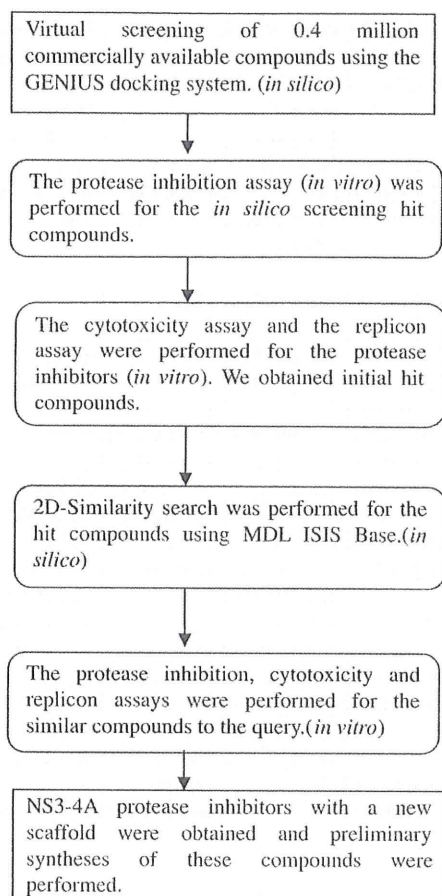 Virtual screening of 0.4 million
commercially available compounds using the
GENIUS docking system. (in silico)
The protease inhibition assay (in vitro) was
performed for the in silico screening hit
compounds.
The cytotoxicity assay and the replicon
assay were performed for the protease
inhibitors (in vitro). We obtained initial hit
compounds.
2D-Similarity search was performed for the
hit compounds using MDL ISIS Base.(in
silico)
The protease inhibition, cytotoxicity and
replicon assays were performed for the
similar compounds to the query.(in vitro)
NS3-4A protease inhibitors with a new
scaffold were obtained and preliminary
syntheses of these compounds were
performed.